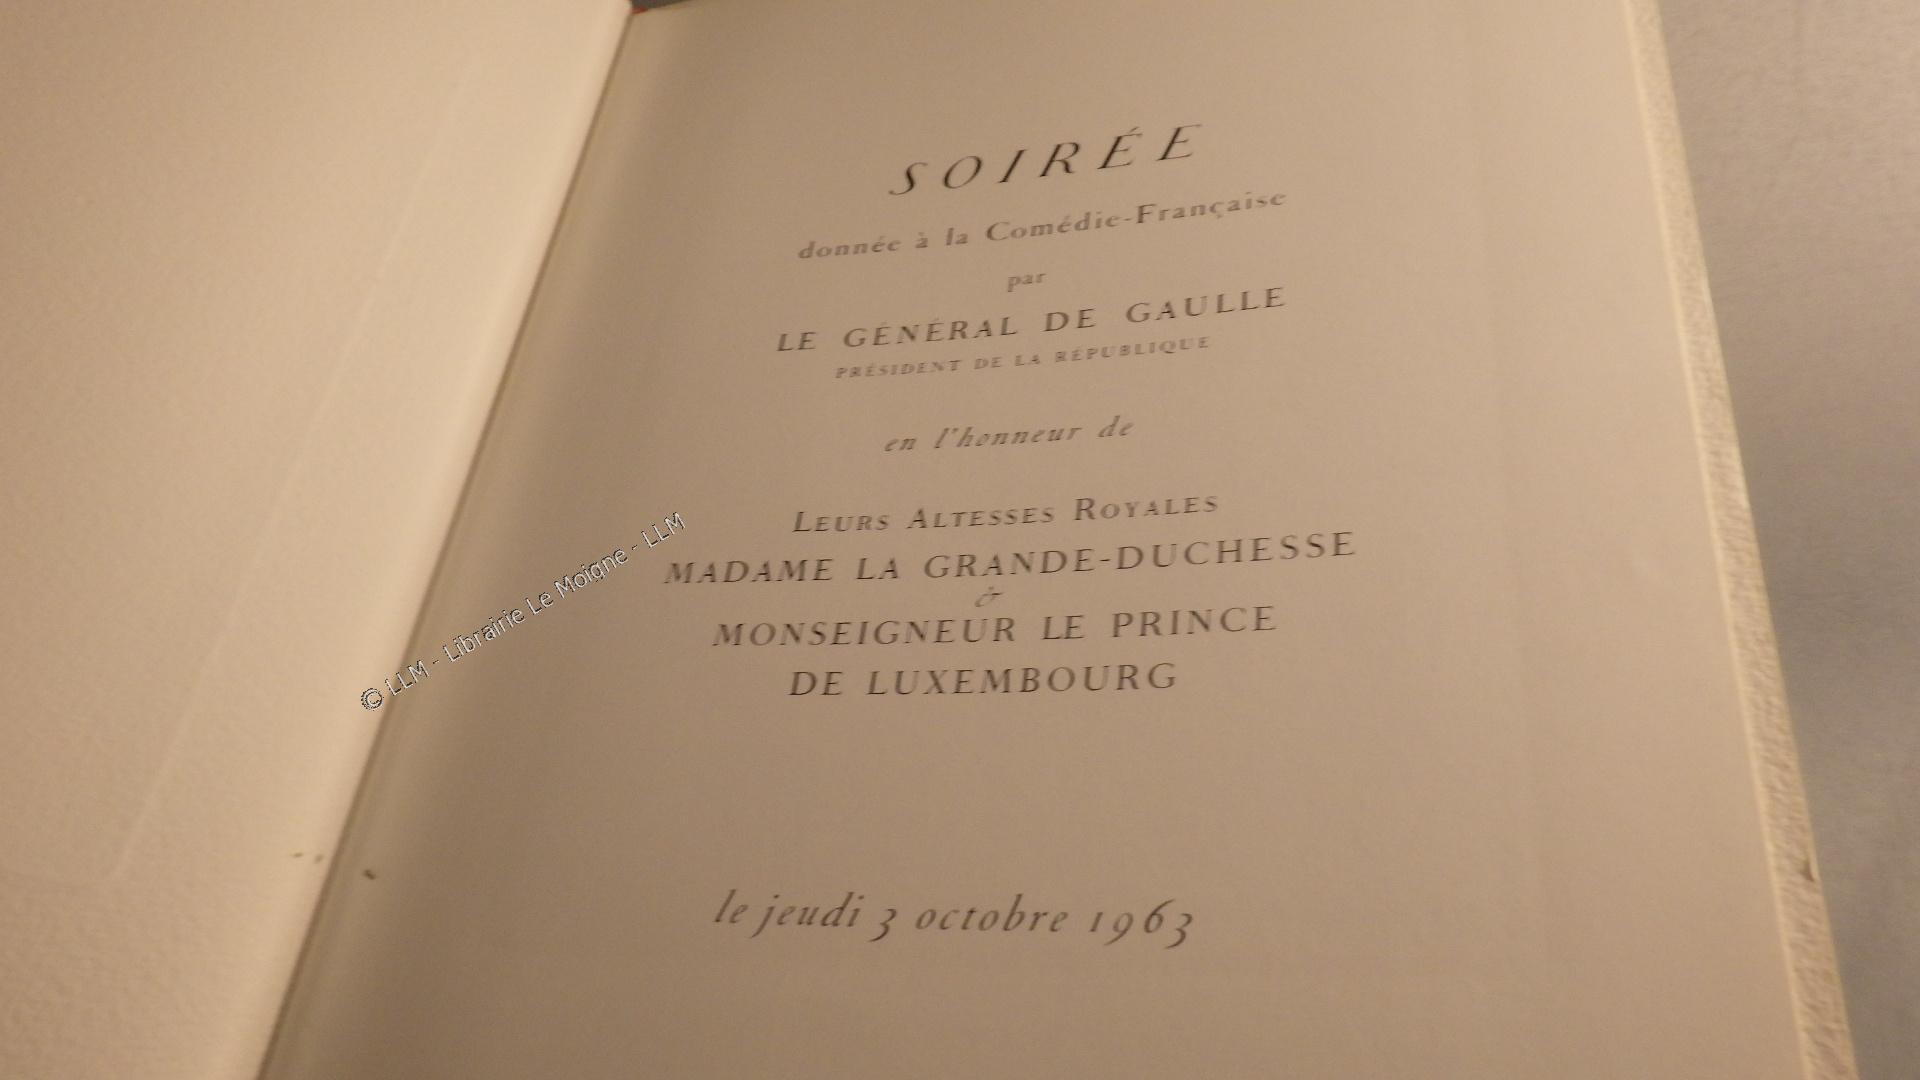 SOIRÉE
donnée à la Comédie-Française
par
LE GÉNÉRAL DE GAULLE
PRÉSIDENT DE LA RÉPUBLIQUE
en l'honneur de
LEURS ALTESSES ROYALES
MADAME LA GRANDE-DUCHESSE
&
MONSEIGNEUR LE PRINCE
DE LUXEMBOURG
le jeudi 3 octobre 1963
© LLM - Librairie Le Moigne - LLM